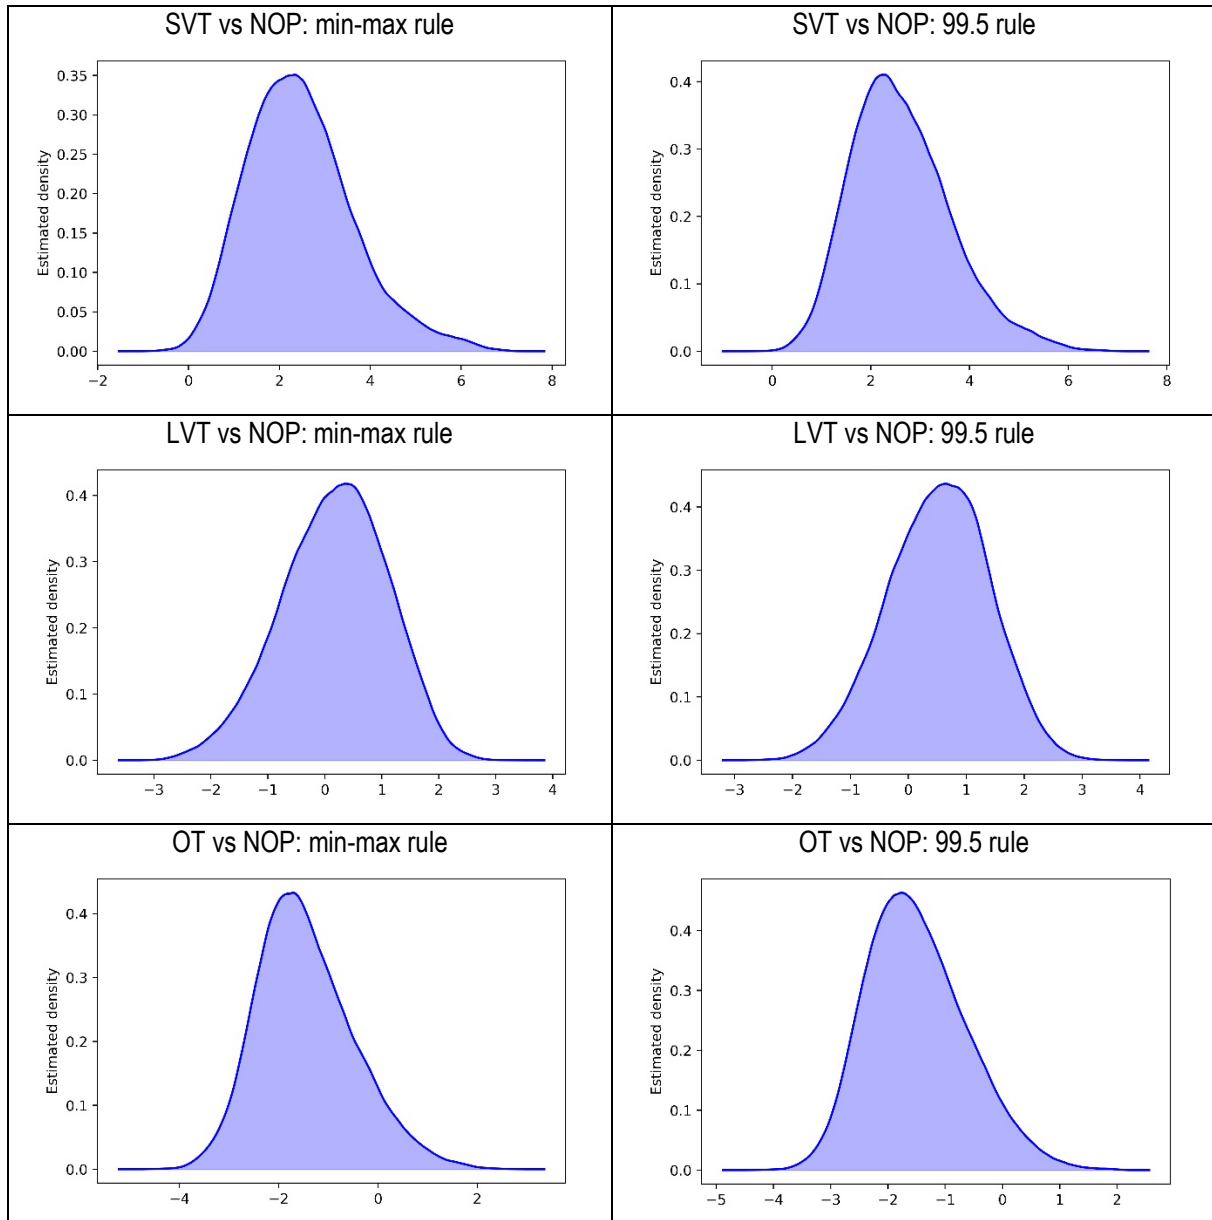 SVT vs NOP: min-max rule
0.35
0.30
0.25
0.20
0.15
0.10
0.05
0.00
Estimated density
−2 0 2 4 6 8
SVT vs NOP: 99.5 rule
0.4
0.3
0.2
0.1
0.0
Estimated density
0 2 4 6 8
LVT vs NOP: min-max rule
0.4
0.3
0.2
0.1
0.0
Estimated density
−3 −2 −1 0 1 2 3 4
LVT vs NOP: 99.5 rule
0.4
0.3
0.2
0.1
0.0
Estimated density
−3 −2 −1 0 1 2 3 4
OT vs NOP: min-max rule
0.4
0.3
0.2
0.1
0.0
Estimated density
−4 −2 0 2
OT vs NOP: 99.5 rule
0.4
0.3
0.2
0.1
0.0
Estimated density
−5 −4 −3 −2 −1 0 1 2